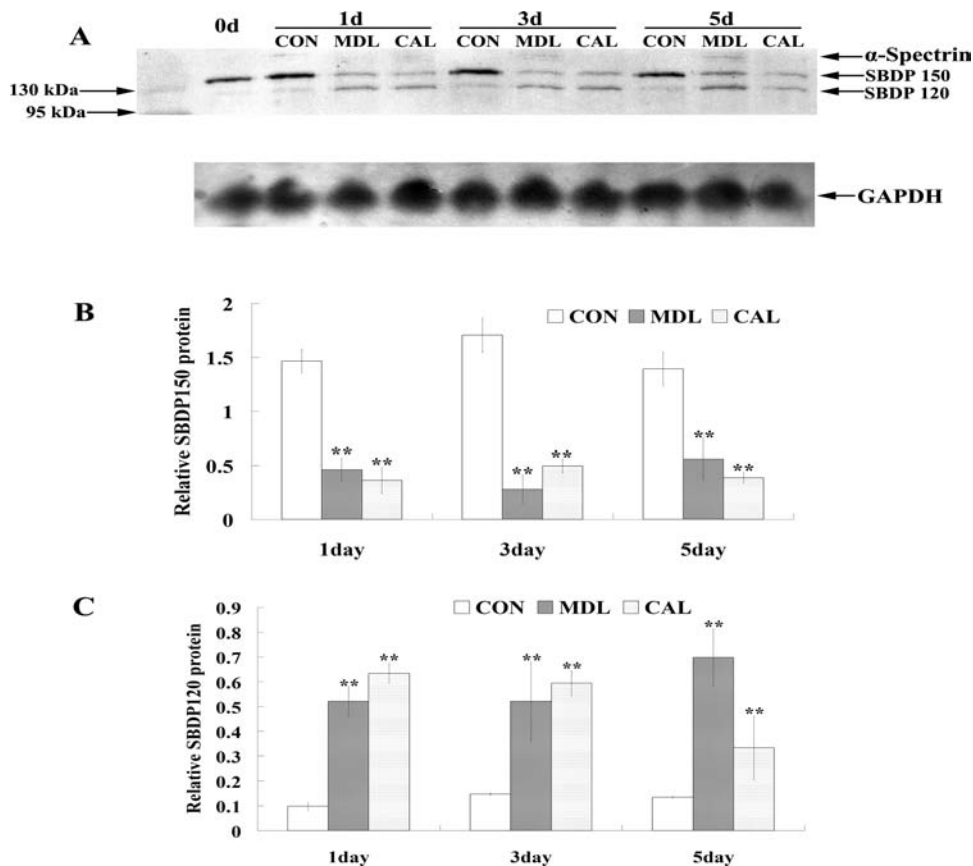 A
0d 1d 3d 5d
CON MDL CAL CON MDL CAL CON MDL CAL
α-Spectrin
SBDP 150
130 kDa SBDP 120
95 kDa
GAPDH
B
2
CON MDL CAL
1.5
1
0.5
0
Relative SBDP150 protein
** ** ** ** ** **
1day 3day 5day
C
0.9
CON MDL CAL
0.8
0.7
0.6
0.5
0.4
0.3
0.2
0.1
0
Relative SBDP120 protein
** ** ** ** ** **
1day 3day 5day